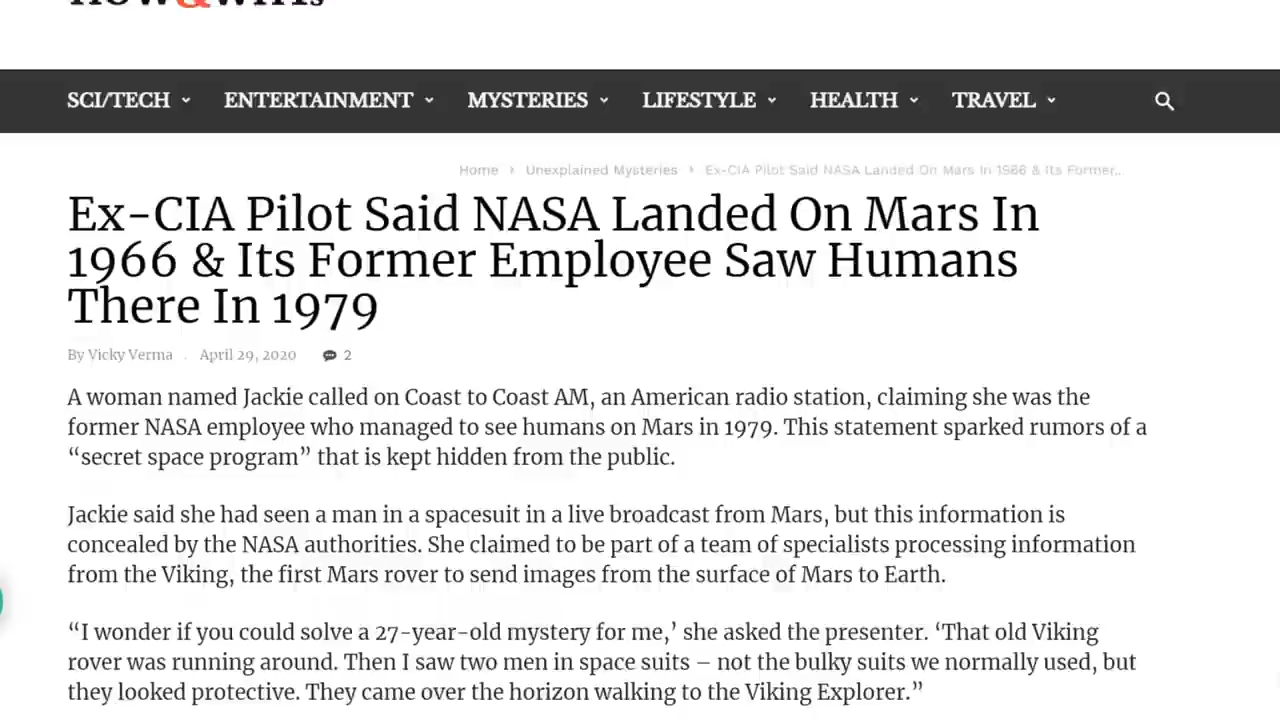 SCI/TECH ENTERTAINMENT MYSTERIES LIFESTYLE HEALTH TRAVEL
Home › Unexplained Mysteries › Ex-CIA Pilot Said NASA Landed On Mars In 1966 & Its Former...
Ex-CIA Pilot Said NASA Landed On Mars In
1966 & Its Former Employee Saw Humans
There In 1979
By Vicky Verma . April 29, 2020 2
A woman named Jackie called on Coast to Coast AM, an American radio station, claiming she was the
former NASA employee who managed to see humans on Mars in 1979. This statement sparked rumors of a
“secret space program” that is kept hidden from the public.
Jackie said she had seen a man in a spacesuit in a live broadcast from Mars, but this information is
concealed by the NASA authorities. She claimed to be part of a team of specialists processing information
from the Viking, the first Mars rover to send images from the surface of Mars to Earth.
“I wonder if you could solve a 27-year-old mystery for me,’ she asked the presenter. ‘That old Viking
rover was running around. Then I saw two men in space suits – not the bulky suits we normally used, but
they looked protective. They came over the horizon walking to the Viking Explorer.”